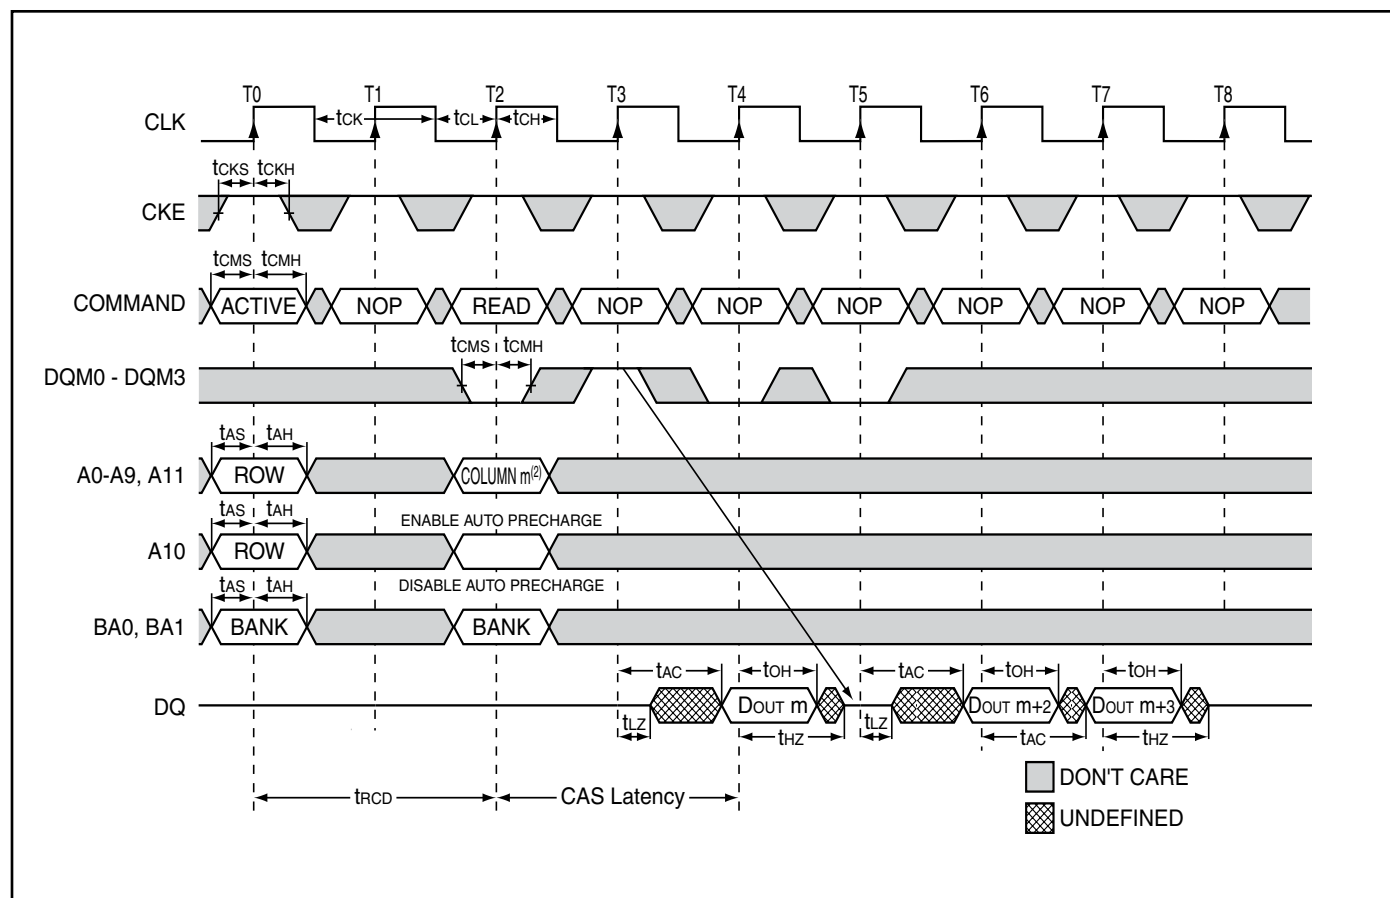 T0 T1 T2 T3 T4 T5 T6 T7 T8
CLK tCK tCL tCH
tCKS tCKH
CKE
tCMS tCMH
COMMAND ACTIVE NOP READ NOP NOP NOP NOP NOP NOP
tCMS tCMH
DQM0 - DQM3
tAS tAH
A0-A9, A11 ROW COLUMN m(2)
tAS tAH ENABLE AUTO PRECHARGE
A10 ROW
tAS tAH DISABLE AUTO PRECHARGE
BA0, BA1 BANK BANK
tAC tOH tAC tOH tOH
DQ DOUT m DOUT m+2 DOUT m+3
tLZ tHZ tLZ tAC tHZ
DON'T CARE
tRCD CAS Latency
UNDEFINED